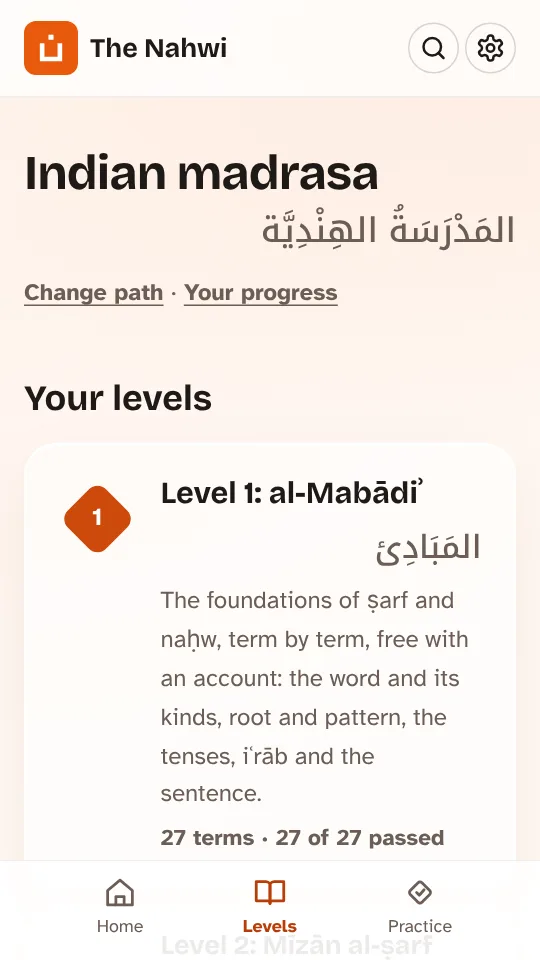 The Nahwi
Indian madrasa
المَدْرَسَةُ الهِنْدِيَّة
Change path · Your progress
Your levels
1
Level 1: al-Mabādiʾ
المَبَادِئ
The foundations of ṣarf and
naḥw, term by term, free with
an account: the word and its
kinds, root and pattern, the
tenses, iʿrāb and the
sentence.
27 terms · 27 of 27 passed
Level 2: Mīzān al-ṣarf
Home
Levels
Practice